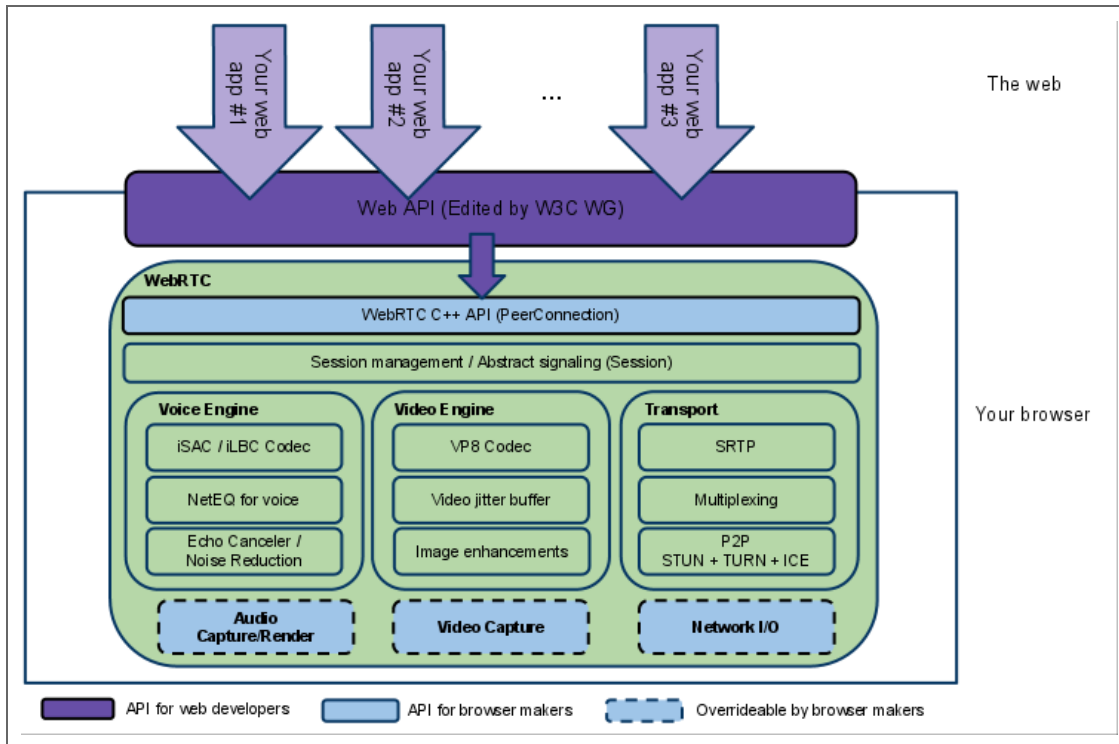 Your web
app #1
Your web
app #2
...
Your web
app #3
The web
Web API (Edited by W3C WG)
WebRTC
WebRTC C++ API (PeerConnection)
Session management / Abstract signaling (Session)
Your browser
Voice Engine
iSAC / iLBC Codec
NetEQ for voice
Echo Canceler /
Noise Reduction
Video Engine
VP8 Codec
Video jitter buffer
Image enhancements
Transport
SRTP
Multiplexing
P2P
STUN + TURN + ICE
Audio
Capture/Render
Video Capture
Network I/O
API for web developers
API for browser makers
Overrideable by browser makers